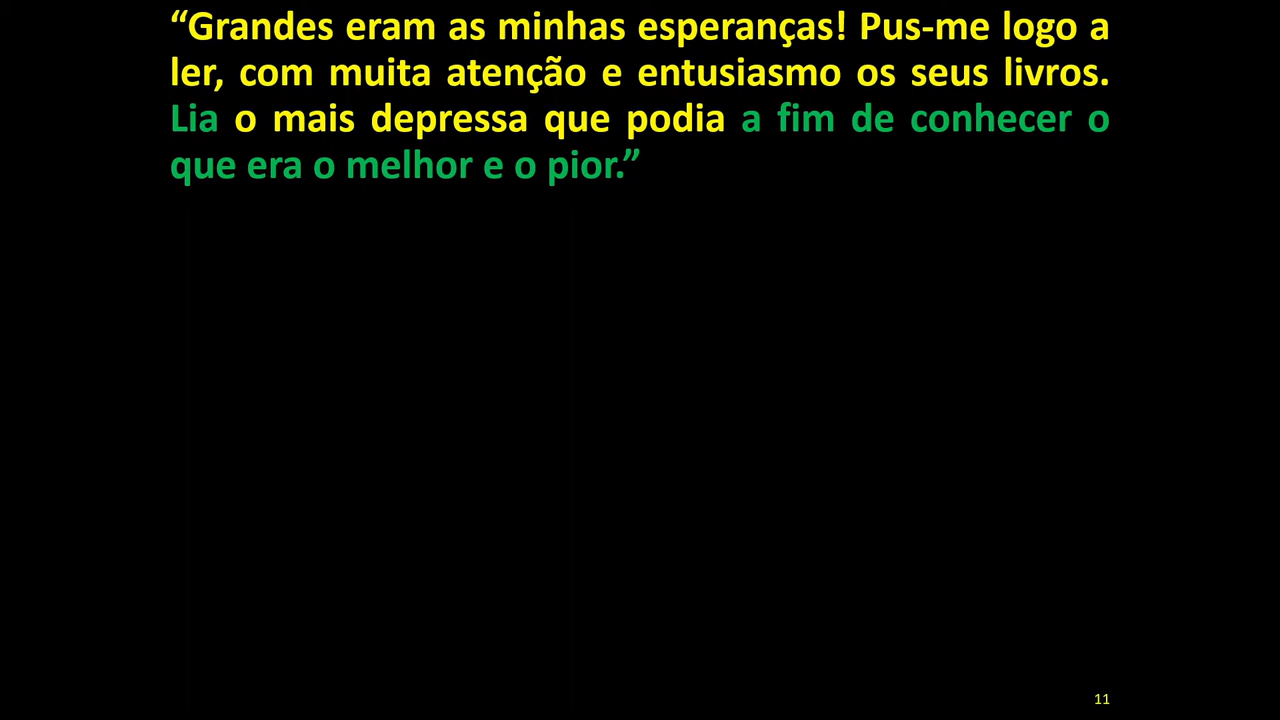 “Grandes eram as minhas esperanças! Pus-me logo a
ler, com muita atenção e entusiasmo os seus livros.
Lia o mais depressa que podia a fim de conhecer o
que era o melhor e o pior.”
11